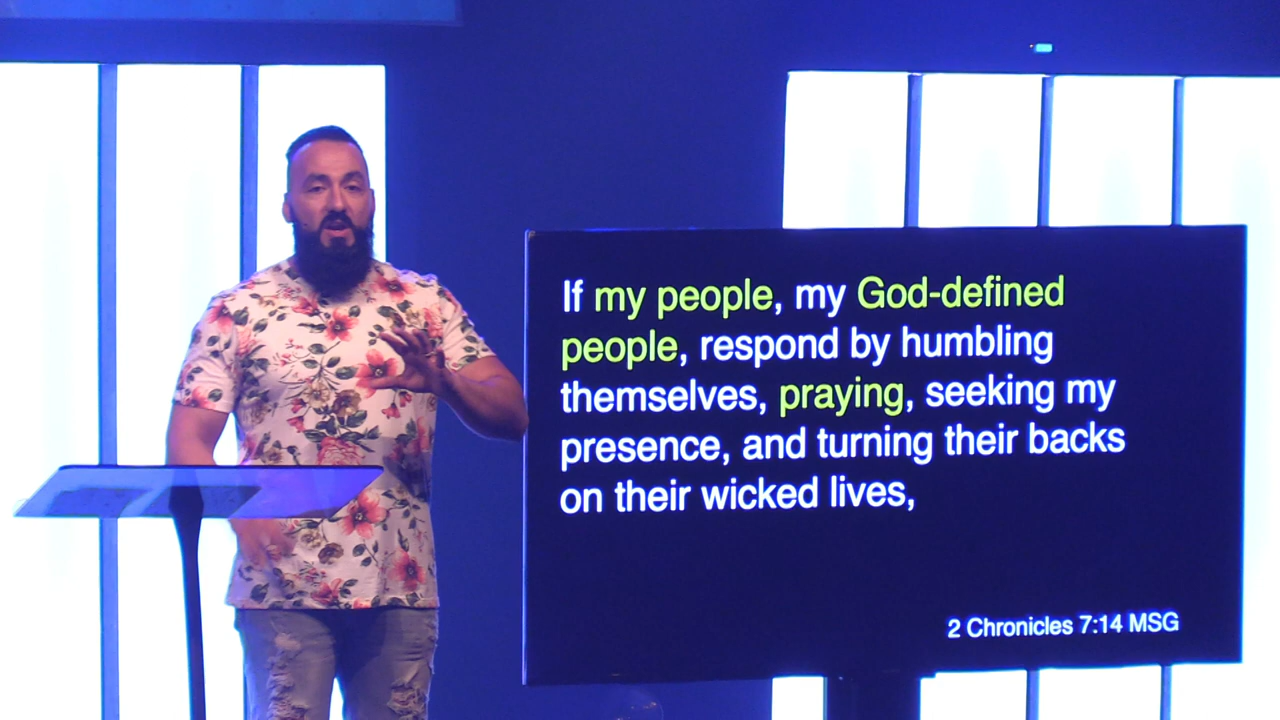 If my people, my God-defined
people, respond by humbling
themselves, praying, seeking my
presence, and turning their backs
on their wicked lives,
2 Chronicles 7:14 MSG